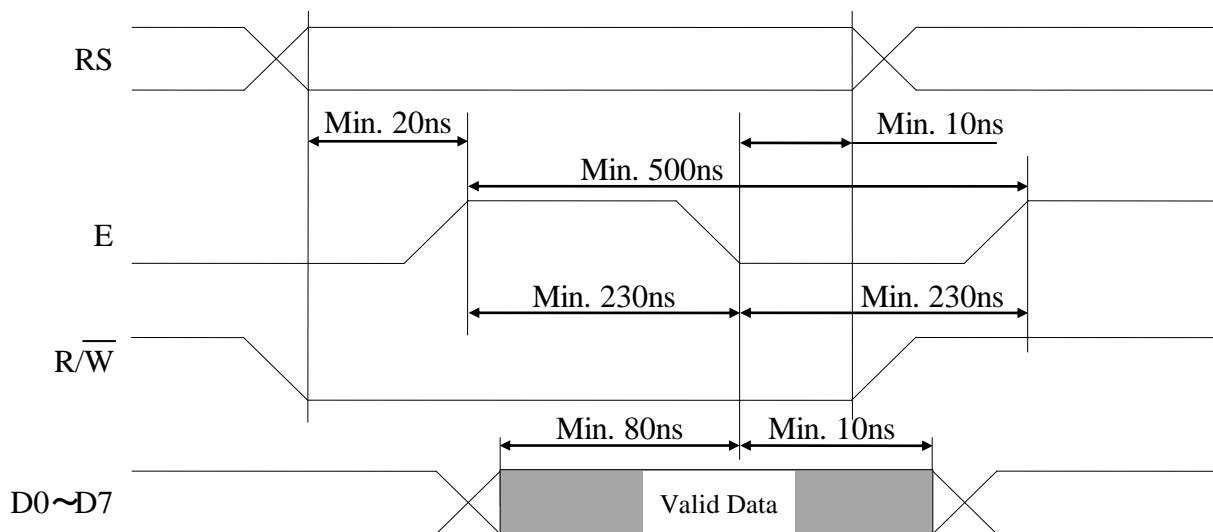 RS
Min. 20ns
Min. 10ns
Min. 500ns
E
Min. 230ns
Min. 230ns
R/W̅
Min. 80ns
Min. 10ns
D0~D7
Valid Data